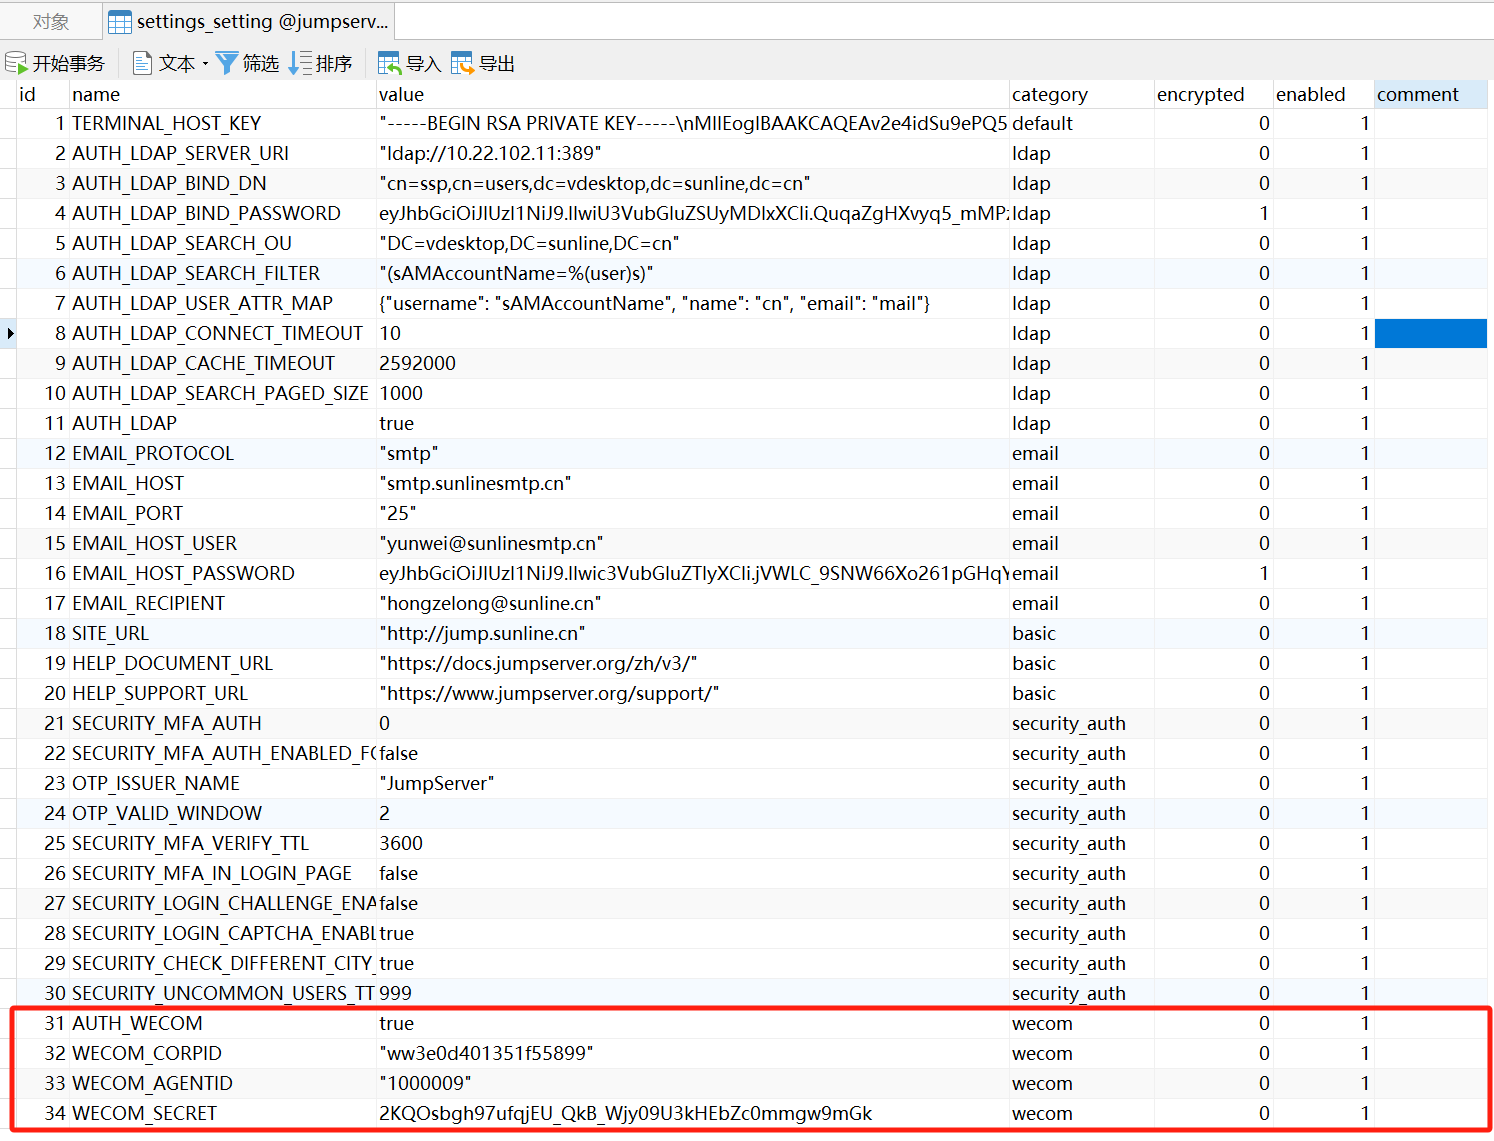 对象 settings_setting @jumpserv...
开始事务 文本 筛选 排序 导入 导出
id name value category encrypted enabled comment
1 TERMINAL_HOST_KEY "-----BEGIN RSA PRIVATE KEY-----\nMIIEogIBAAKCAQEAv2e4idSu9ePQ5 default 0 1
2 AUTH_LDAP_SERVER_URI "ldap://10.22.102.11:389" ldap 0 1
3 AUTH_LDAP_BIND_DN "cn=ssp,cn=users,dc=vdesktop,dc=sunline,dc=cn" ldap 0 1
4 AUTH_LDAP_BIND_PASSWORD eyJhbGciOiJIUzI1NiJ9.IlwiU3VubGluZSUyMDIxXCIi.QuqaZgHXvyq5_mMPz ldap 1 1
5 AUTH_LDAP_SEARCH_OU "DC=vdesktop,DC=sunline,DC=cn" ldap 0 1
6 AUTH_LDAP_SEARCH_FILTER "(sAMAccountName=%(user)s)" ldap 0 1
7 AUTH_LDAP_USER_ATTR_MAP {"username": "sAMAccountName", "name": "cn", "email": "mail"} ldap 0 1
8 AUTH_LDAP_CONNECT_TIMEOUT 10 ldap 0 1
9 AUTH_LDAP_CACHE_TIMEOUT 2592000 ldap 0 1
10 AUTH_LDAP_SEARCH_PAGED_SIZE 1000 ldap 0 1
11 AUTH_LDAP true ldap 0 1
12 EMAIL_PROTOCOL "smtp" email 0 1
13 EMAIL_HOST "smtp.sunlinesmtp.cn" email 0 1
14 EMAIL_PORT "25" email 0 1
15 EMAIL_HOST_USER "yunwei@sunlinesmtp.cn" email 0 1
16 EMAIL_HOST_PASSWORD eyJhbGciOiJIUzI1NiJ9.Ilwic3VubGluZTIyXCIi.jVWLC_9SNW66Xo261pGHqY email 1 1
17 EMAIL_RECIPIENT "hongzelong@sunline.cn" email 0 1
18 SITE_URL "http://jump.sunline.cn" basic 0 1
19 HELP_DOCUMENT_URL "https://docs.jumpserver.org/zh/v3/" basic 0 1
20 HELP_SUPPORT_URL "https://www.jumpserver.org/support/" basic 0 1
21 SECURITY_MFA_AUTH 0 security_auth 0 1
22 SECURITY_MFA_AUTH_ENABLED_FO false security_auth 0 1
23 OTP_ISSUER_NAME "JumpServer" security_auth 0 1
24 OTP_VALID_WINDOW 2 security_auth 0 1
25 SECURITY_MFA_VERIFY_TTL 3600 security_auth 0 1
26 SECURITY_MFA_IN_LOGIN_PAGE false security_auth 0 1
27 SECURITY_LOGIN_CHALLENGE_ENA false security_auth 0 1
28 SECURITY_LOGIN_CAPTCHA_ENABL true security_auth 0 1
29 SECURITY_CHECK_DIFFERENT_CITY_ true security_auth 0 1
30 SECURITY_UNCOMMON_USERS_TT 999 security_auth 0 1
31 AUTH_WECOM true wecom 0 1
32 WECOM_CORPID "ww3e0d401351f55899" wecom 0 1
33 WECOM_AGENTID "1000009" wecom 0 1
34 WECOM_SECRET 2KQOsbgh97ufqjEU_QkB_Wjy09U3kHEbZc0mmgw9mGk wecom 0 1